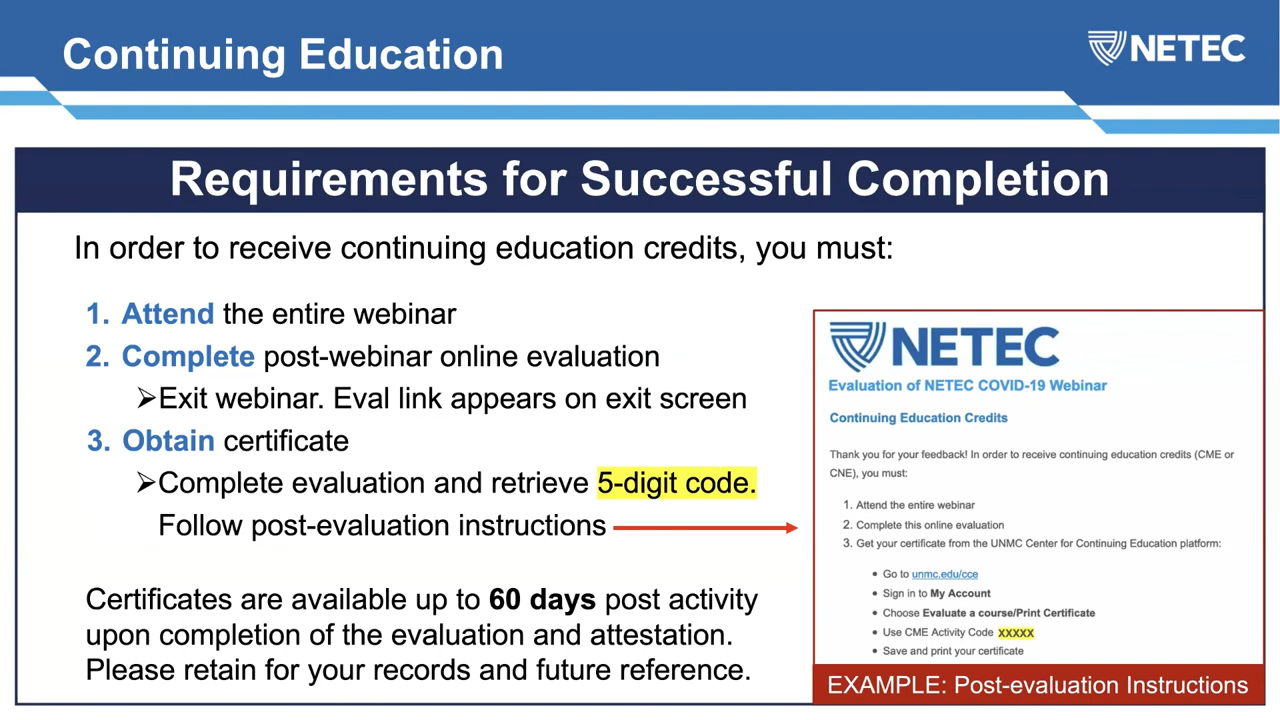 Continuing Education
NETEC
Requirements for Successful Completion
In order to receive continuing education credits, you must:
1. Attend the entire webinar
2. Complete post-webinar online evaluation
➢Exit webinar. Eval link appears on exit screen
3. Obtain certificate
➢Complete evaluation and retrieve 5-digit code.
Follow post-evaluation instructions
Certificates are available up to 60 days post activity
upon completion of the evaluation and attestation.
Please retain for your records and future reference.
NETEC
Evaluation of NETEC COVID-19 Webinar
Continuing Education Credits
Thank you for your feedback! In order to receive continuing education credits (CME or
CNE), you must:
1. Attend the entire webinar
2. Complete this online evaluation
3. Get your certificate from the UNMC Center for Continuing Education platform:
• Go to unmc.edu/cce
• Sign in to My Account
• Choose Evaluate a course/Print Certificate
• Use CME Activity Code XXXXX
• Save and print your certificate
EXAMPLE: Post-evaluation Instructions